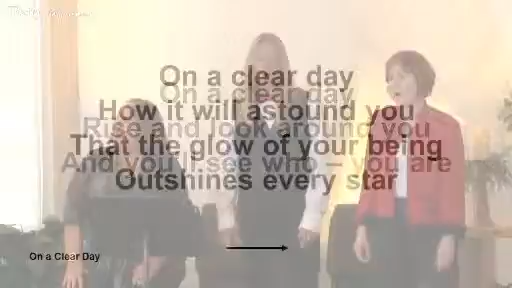 On a clear day
On a clear day
How it will astound you
Rise and look around you
That the glow of your being
And you'll see who you are
Outshines every star
On a Clear Day